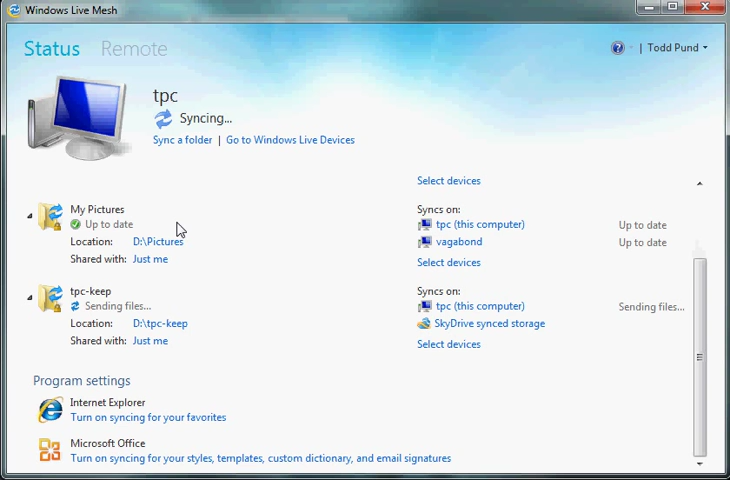 Windows Live Mesh
Status Remote
? | Todd Pund
tpc
Syncing...
Sync a folder | Go to Windows Live Devices
Select devices
My Pictures
Up to date
Location: D:\Pictures
Shared with: Just me
Syncs on:
tpc (this computer) Up to date
vagabond Up to date
Select devices
tpc-keep
Sending files...
Location: D:\tpc-keep
Shared with: Just me
Syncs on:
tpc (this computer) Sending files...
SkyDrive synced storage
Select devices
Program settings
Internet Explorer
Turn on syncing for your favorites
Microsoft Office
Turn on syncing for your styles, templates, custom dictionary, and email signatures